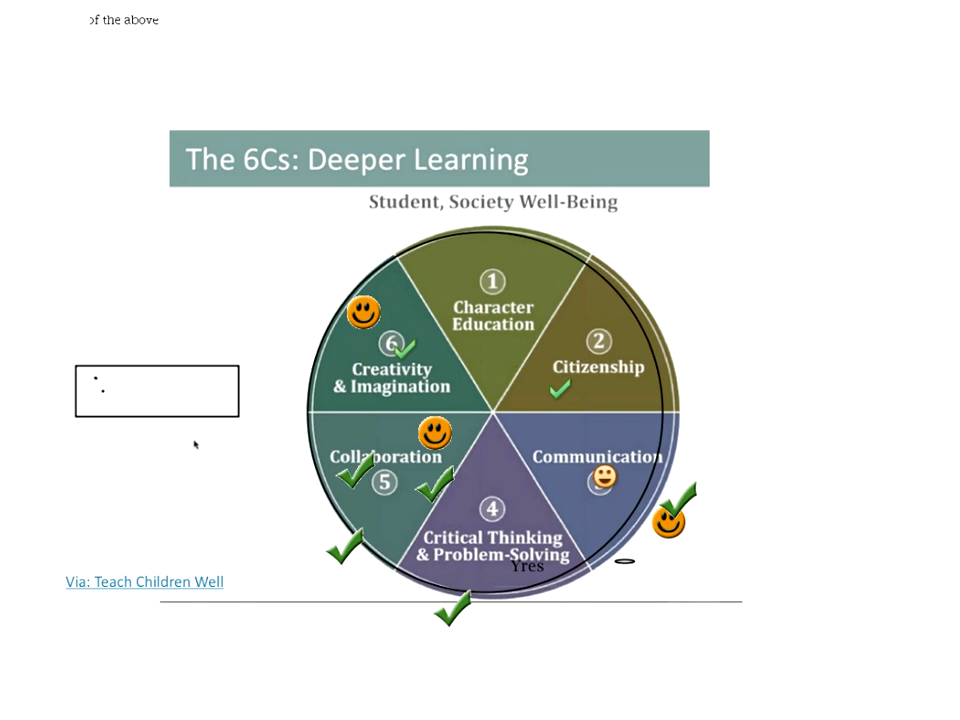 of the above
The 6Cs: Deeper Learning
Student, Society Well-Being
1
Character
Education
2
Citizenship
6
Creativity
& Imagination
Collaboration
5
Communication
4
Critical Thinking
& Problem-Solving
Yres
Via: Teach Children Well